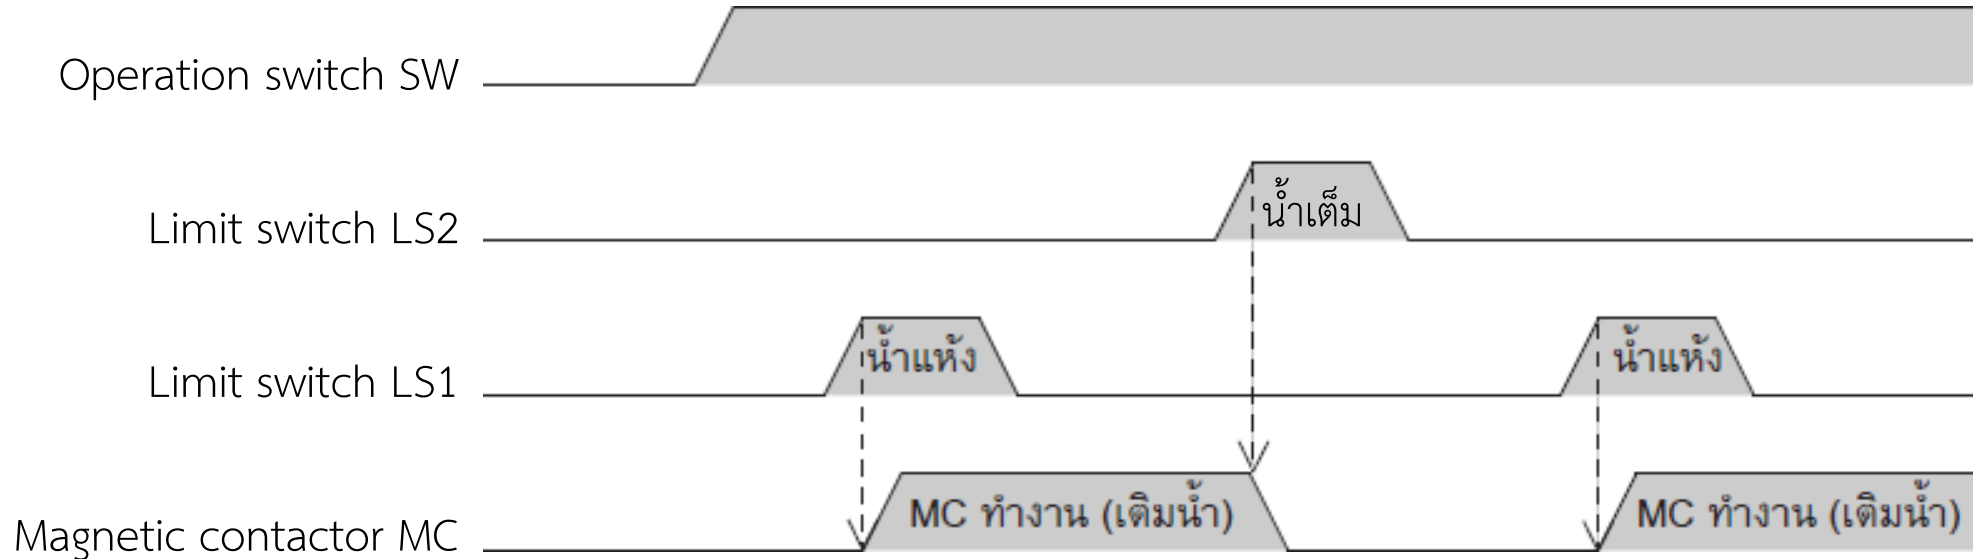 Operation switch SW
Limit switch LS2
น้ำเต็ม
Limit switch LS1
น้ำแห้ง
น้ำแห้ง
Magnetic contactor MC
MC ทำงาน (เติมน้ำ)
MC ทำงาน (เติมน้ำ)